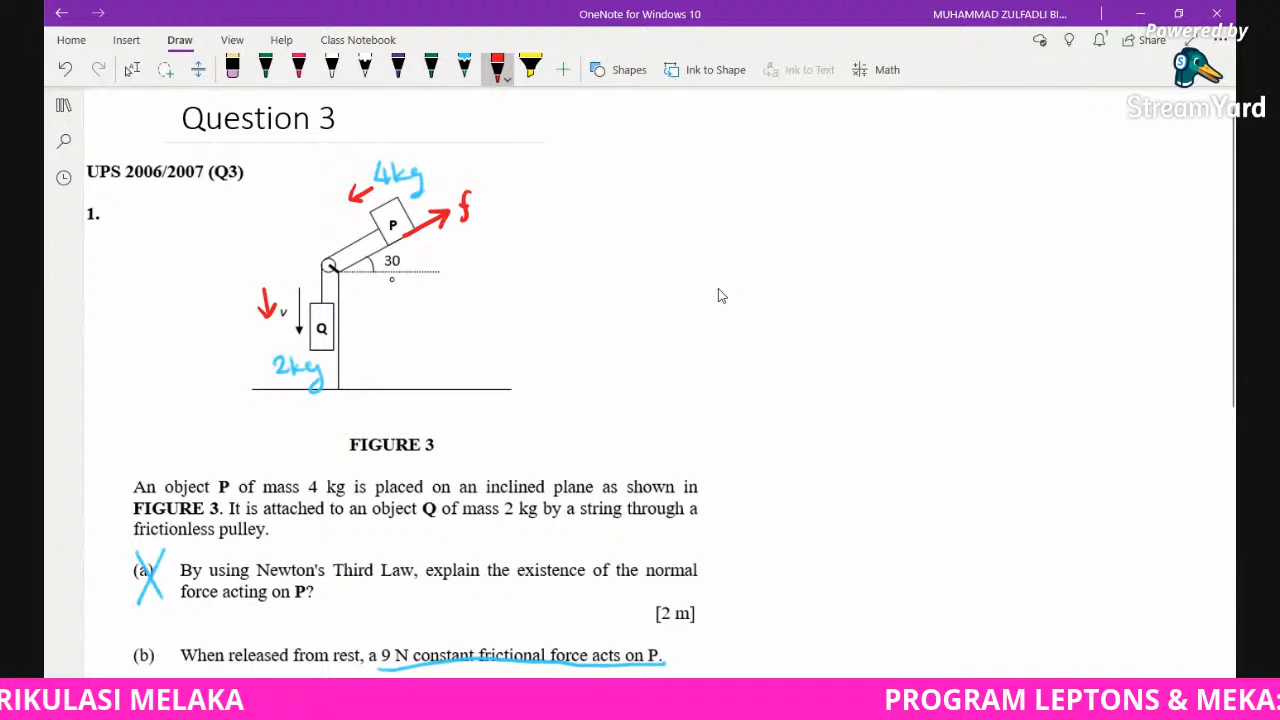 OneNote for Windows 10
MUHAMMAD ZULFADLI BI...
Powered by
Home Insert Draw View Help Class Notebook
Share
Shapes Ink to Shape Ink to Text Math
StreamYard
Question 3
UPS 2006/2007 (Q3)
1.
4kg
P
f
30
°
v
Q
2kg
FIGURE 3
An object P of mass 4 kg is placed on an inclined plane as shown in
FIGURE 3. It is attached to an object Q of mass 2 kg by a string through a
frictionless pulley.
(a) By using Newton's Third Law, explain the existence of the normal
force acting on P?
[2 m]
(b) When released from rest, a 9 N constant frictional force acts on P.
RIKULASI MELAKA
PROGRAM LEPTONS & MEKA: